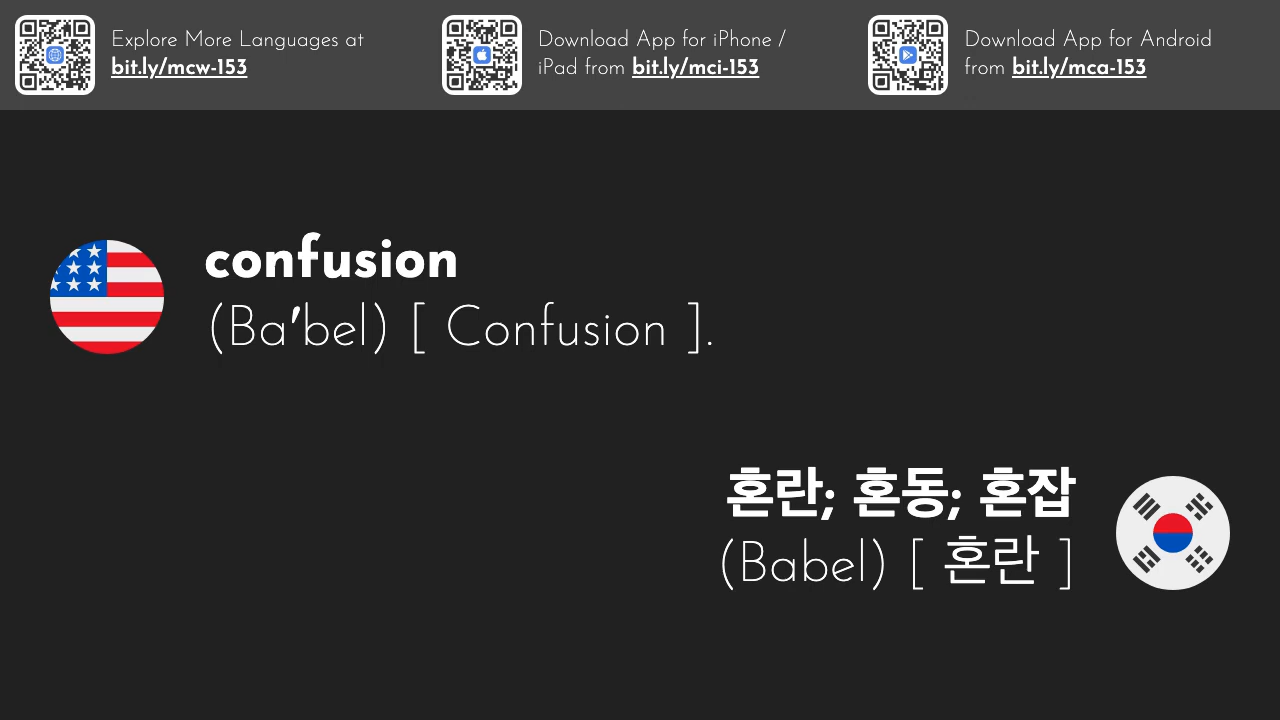 Explore More Languages at
bit.ly/mcw-153
Download App for iPhone /
iPad from bit.ly/mci-153
Download App for Android
from bit.ly/mca-153
confusion
(Ba′bel) [ Confusion ].
혼란; 혼동; 혼잡
(Babel) [ 혼란 ]